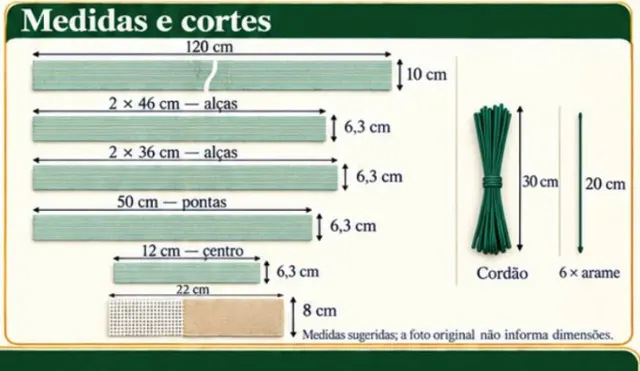 Medidas e cortes
120 cm
10 cm
2 × 46 cm — alças
6,3 cm
2 × 36 cm — alças
6,3 cm
50 cm — pontas
6,3 cm
12 cm — centro
6,3 cm
22 cm
8 cm
30 cm
20 cm
Cordão
6 × arame
Medidas sugeridas; a foto original não informa dimensões.